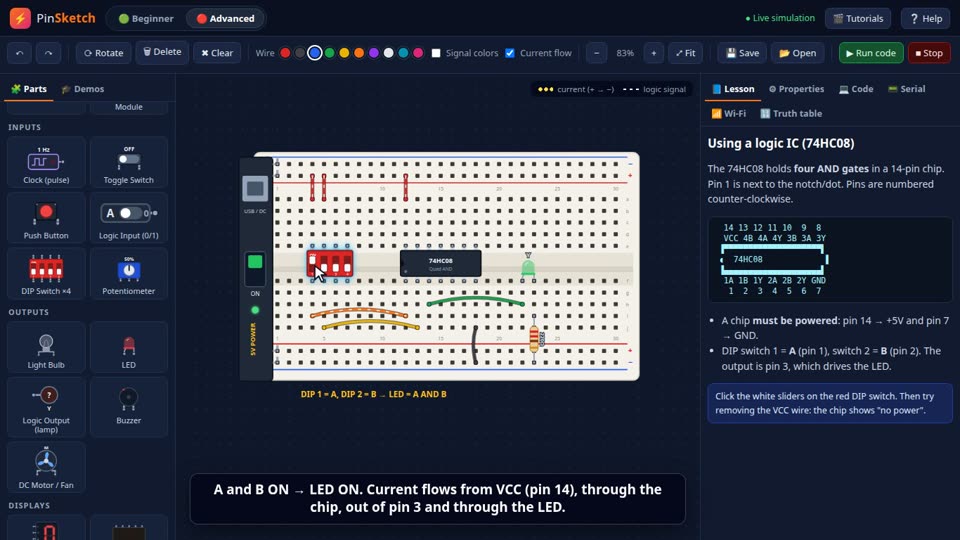 PinSketch
Beginner
Advanced
Live simulation
Tutorials
Help
Rotate
Delete
Clear
Wire
Signal colors
Current flow
83%
Fit
Save
Open
Run code
Stop
Parts
Demos
Module
INPUTS
1 Hz
Clock (pulse)
OFF
Toggle Switch
Push Button
A 0
Logic Input (0/1)
DIP Switch ×4
50%
Potentiometer
OUTPUTS
Light Bulb
LED
?
Y
Logic Output
(lamp)
Buzzer
M
DC Motor / Fan
DISPLAYS
current (+ → −)
logic signal
USB / DC
ON
5V POWER
74HC08
Quad AND
DIP 1 = A, DIP 2 = B → LED = A AND B
A and B ON → LED ON. Current flows from VCC (pin 14), through the
chip, out of pin 3 and through the LED.
Lesson
Properties
Code
Serial
Wi-Fi
Truth table
Using a logic IC (74HC08)
The 74HC08 holds four AND gates in a 14-pin chip.
Pin 1 is next to the notch/dot. Pins are numbered
counter-clockwise.
14 13 12 11 10 9 8
VCC 4B 4A 4Y 3B 3A 3Y
74HC08
1A 1B 1Y 2A 2B 2Y GND
1 2 3 4 5 6 7
• A chip must be powered: pin 14 → +5V and pin 7
→ GND.
• DIP switch 1 = A (pin 1), switch 2 = B (pin 2). The
output is pin 3, which drives the LED.
Click the white sliders on the red DIP switch. Then try
removing the VCC wire: the chip shows "no power".